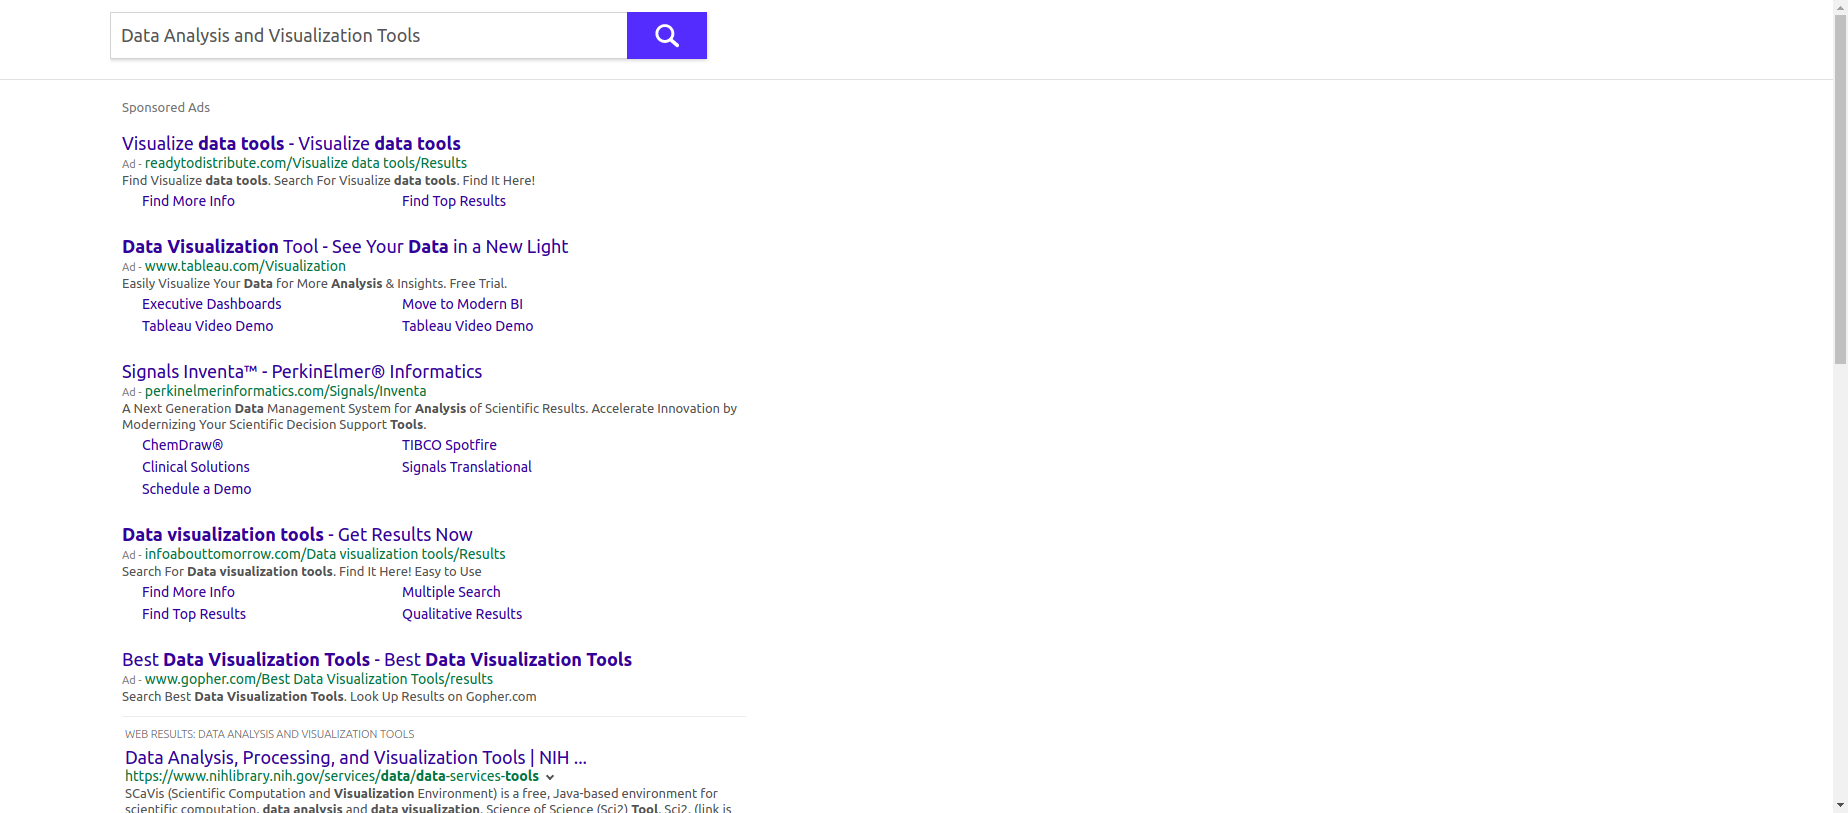 Data Analysis and Visualization Tools
Sponsored Ads
Visualize data tools - Visualize data tools
Ad - readytodistribute.com/Visualize data tools/Results
Find Visualize data tools. Search For Visualize data tools. Find It Here!
Find More Info Find Top Results
Data Visualization Tool - See Your Data in a New Light
Ad - www.tableau.com/Visualization
Easily Visualize Your Data for More Analysis & Insights. Free Trial.
Executive Dashboards Move to Modern BI
Tableau Video Demo Tableau Video Demo
Signals Inventa™ - PerkinElmer® Informatics
Ad - perkinelmerinformatics.com/Signals/Inventa
A Next Generation Data Management System for Analysis of Scientific Results. Accelerate Innovation by
Modernizing Your Scientific Decision Support Tools.
ChemDraw® TIBCO Spotfire
Clinical Solutions Signals Translational
Schedule a Demo
Data visualization tools - Get Results Now
Ad - infoabouttomorrow.com/Data visualization tools/Results
Search For Data visualization tools. Find It Here! Easy to Use
Find More Info Multiple Search
Find Top Results Qualitative Results
Best Data Visualization Tools - Best Data Visualization Tools
Ad - www.gopher.com/Best Data Visualization Tools/results
Search Best Data Visualization Tools. Look Up Results on Gopher.com
WEB RESULTS: DATA ANALYSIS AND VISUALIZATION TOOLS
Data Analysis, Processing, and Visualization Tools | NIH ...
https://www.nihlibrary.nih.gov/services/data/data-services-tools
SCaVis (Scientific Computation and Visualization Environment) is a free, Java-based environment for
scientific computation, data analysis and data visualization. Science of Science (Sci2) Tool. Sci2. (link is